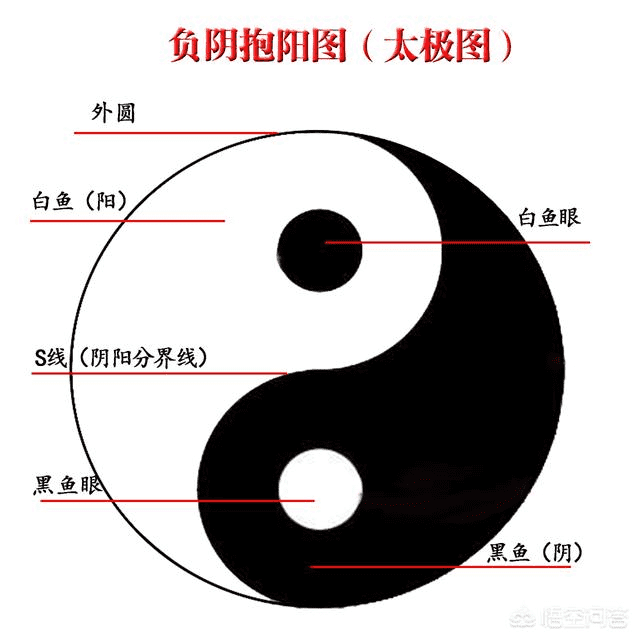 负阴抱阳图（太极图）
外圆
白鱼（阳）
白鱼眼
S线（阴阳分界线）
黑鱼眼
黑鱼（阴）
悟空问答